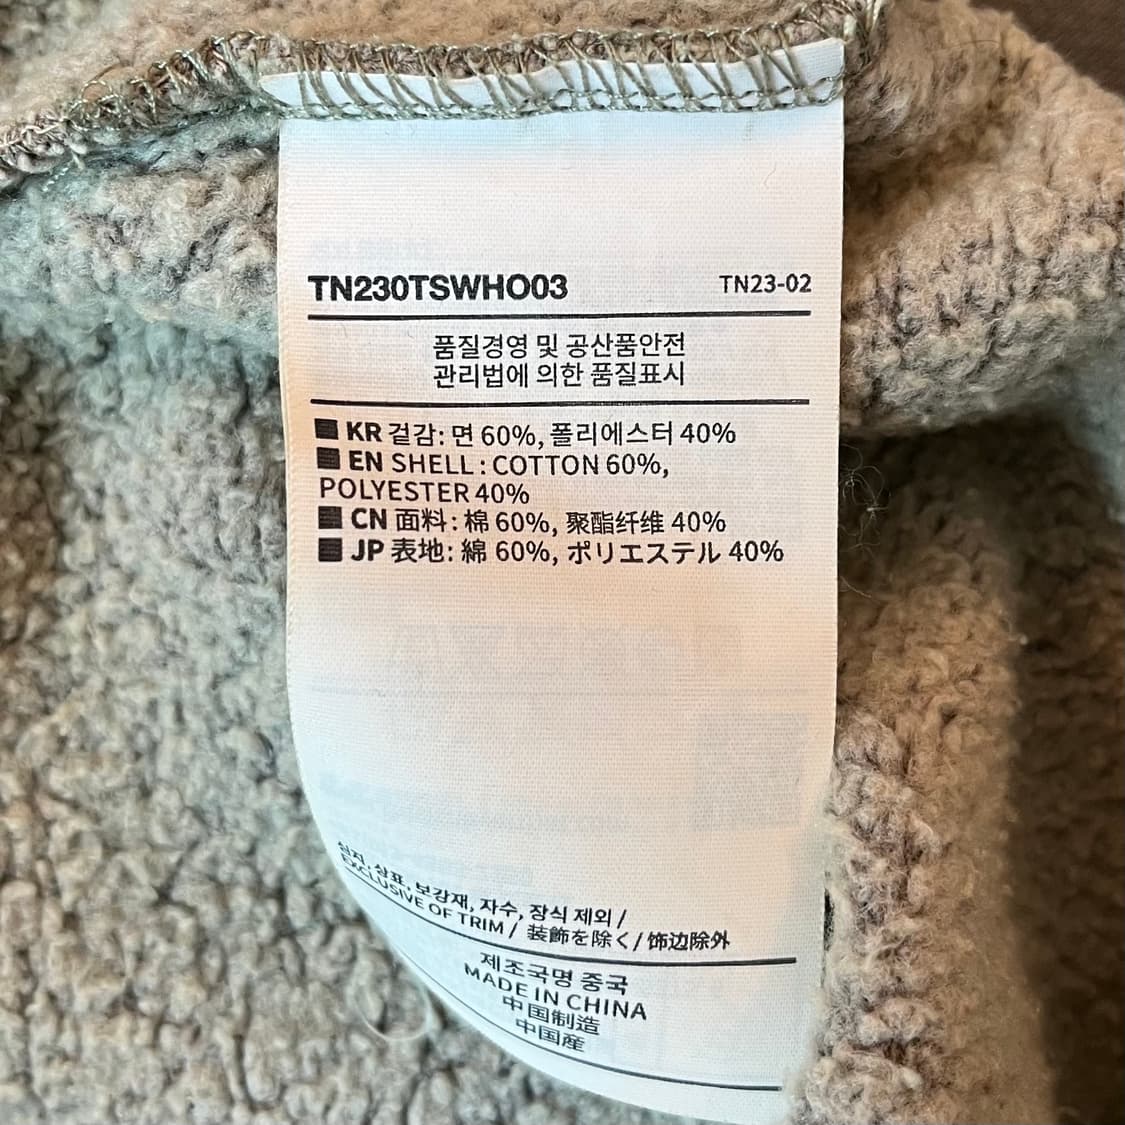 TN230TSWHO03 TN23-02
품질경영 및 공산품안전
관리법에 의한 품질표시
KR 겉감: 면 60%, 폴리에스터 40%
EN SHELL : COTTON 60%,
POLYESTER 40%
CN 面料: 棉 60%, 聚酯纤维 40%
JP 表地: 綿 60%, ポリエステル 40%
심지, 상표, 보강재, 자수, 장식 제외 /
EXCLUSIVE OF TRIM / 装飾を除く / 饰边除外
제조국명 중국
MADE IN CHINA
中国制造
中国産